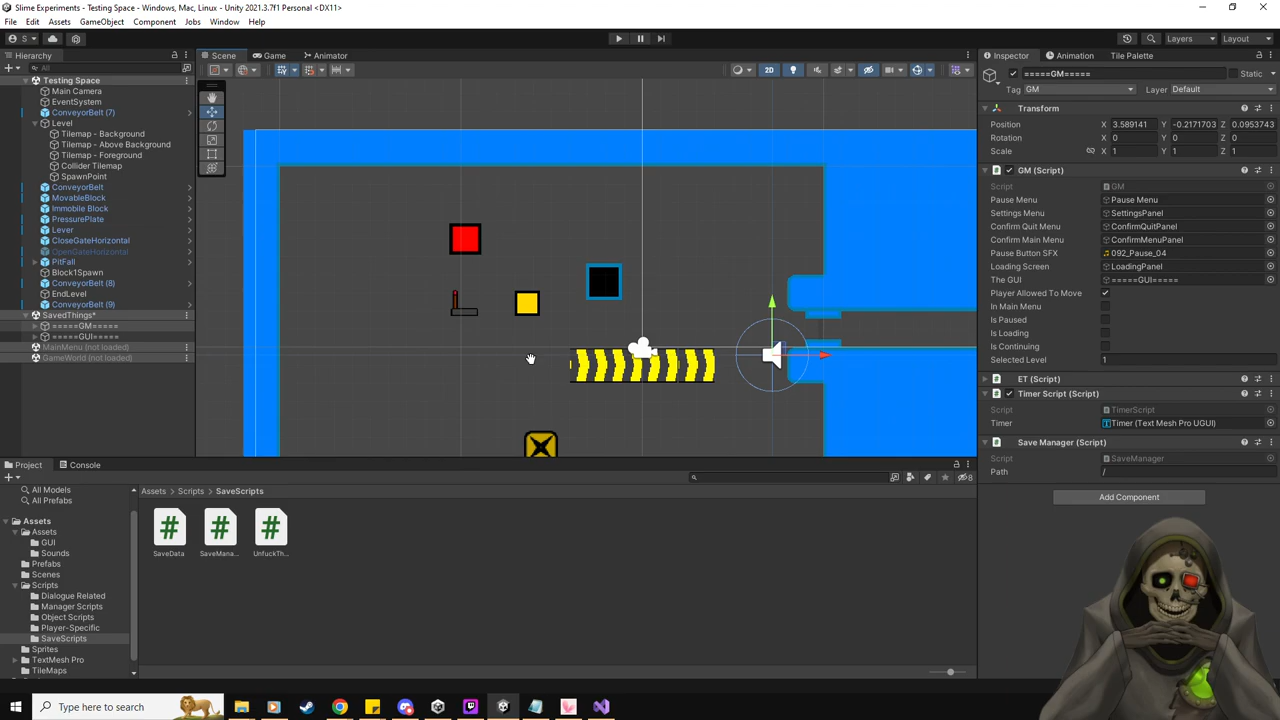 Slime Experiments - Testing Space - Windows, Mac, Linux - Unity 2021.3.7f1 Personal <DX11>
File Edit Assets GameObject Component Jobs Window Help
S Layers Layout
Hierarchy Scene Game Animator Inspector Animation Tile Palette
All
=====GM===== Static
Tag GM Layer Default
Testing Space
Main Camera
EventSystem
ConveyorBelt (7)
Level
Tilemap - Background
Tilemap - Above Background
Tilemap - Foreground
Collider Tilemap
SpawnPoint
ConveyorBelt
MovableBlock
Immobile Block
PressurePlate
Lever
CloseGateHorizontal
OpenGateHorizontal
PitFall
Block1Spawn
ConveyorBelt (8)
EndLevel
ConveyorBelt (9)
SavedThings*
=====GM=====
=====GUI=====
MainMenu (not loaded)
GameWorld (not loaded)
2D
Transform
Position X 3.589141 Y -0.2171703 Z 0.0953743
Rotation X 0 Y 0 Z 0
Scale X 1 Y 1 Z 1
GM (Script)
Script GM
Pause Menu Pause Menu
Settings Menu SettingsPanel
Confirm Quit Menu ConfirmQuitPanel
Confirm Main Menu ConfirmMenuPanel
Pause Button SFX 092_Pause_04
Loading Screen LoadingPanel
The GUI =====GUI=====
Player Allowed To Move
In Main Menu
Is Paused
Is Loading
Is Continuing
Selected Level 1
ET (Script)
Timer Script (Script)
Script TimerScript
Timer Timer (Text Mesh Pro UGUI)
Save Manager (Script)
Script SaveManager
Path /
Add Component
Project Console
8
All Models
All Prefabs
Assets
Assets
GUI
Sounds
Prefabs
Scenes
Scripts
Dialogue Related
Manager Scripts
Object Scripts
Player-Specific
SaveScripts
Sprites
TextMesh Pro
TileMaps
Assets > Scripts > SaveScripts
SaveData SaveMana... UnfuckTh...
Type here to search